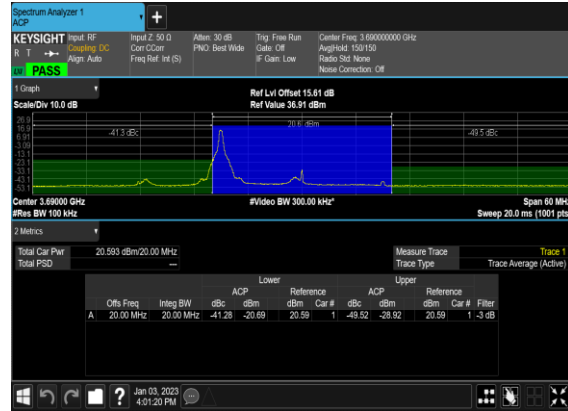 Spectrum Analyzer 1
ACP
KEYSIGHT Input: RF Input Z: 50 Ω Atten: 30 dB Trig: Free Run Center Freq: 3.690000000 GHz
R T Coupling: DC Corr CCorr PNO: Best Wide Gate: Off Avg|Hold: 150/150
Align: Auto Freq Ref: Int (S) IF Gain: Low Radio Std: None
PASS Noise Correction: Off
1 Graph Ref Lvl Offset 15.61 dB
Scale/Div 10.0 dB Ref Value 36.91 dBm
26.9
16.9 -41.3 dBc 20.6 dBm -49.5 dBc
6.91
-3.09
-13.1
-23.1
-33.1
-43.1
-53.1
Center 3.69000 GHz #Video BW 300.00 kHz* Span 60 MHz
#Res BW 100 kHz Sweep 20.0 ms (1001 pts
2 Metrics
Total Car Pwr 20.593 dBm/20.00 MHz Measure Trace Trace 1
Total PSD --- Trace Type Trace Average (Active)
Lower Upper
ACP Reference ACP Reference
Offs Freq Integ BW dBc dBm dBm Car # dBc dBm dBm Car # Filter
A 20.00 MHz 20.00 MHz -41.28 -20.69 20.59 1 -49.52 -28.92 20.59 1 -3 dB
Jan 03, 2023
4:01:20 PM